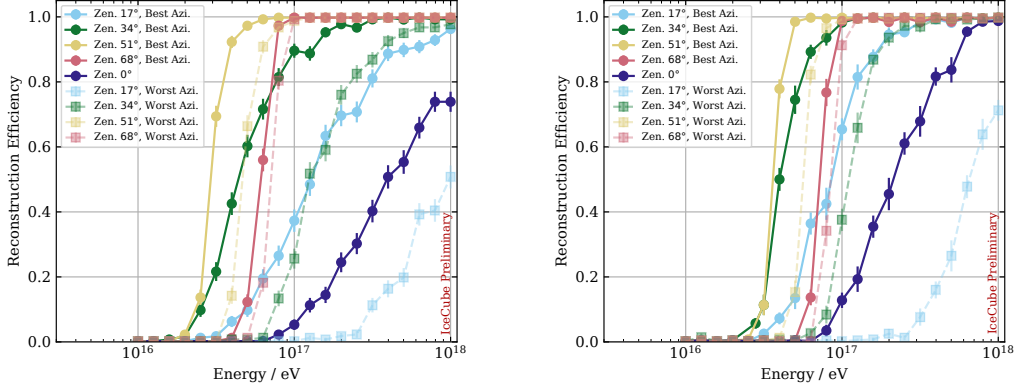 1.0
0.8
0.6
0.4
0.2
0.0
Reconstruction Efficiency
Zen. 17°, Best Azi.
Zen. 34°, Best Azi.
Zen. 51°, Best Azi.
Zen. 68°, Best Azi.
Zen. 0°
Zen. 17°, Worst Azi.
Zen. 34°, Worst Azi.
Zen. 51°, Worst Azi.
Zen. 68°, Worst Azi.
IceCube Preliminary
10^16 10^17 10^18
Energy / eV
1.0
0.8
0.6
0.4
0.2
0.0
Reconstruction Efficiency
Zen. 17°, Best Azi.
Zen. 34°, Best Azi.
Zen. 51°, Best Azi.
Zen. 68°, Best Azi.
Zen. 0°
Zen. 17°, Worst Azi.
Zen. 34°, Worst Azi.
Zen. 51°, Worst Azi.
Zen. 68°, Worst Azi.
IceCube Preliminary
10^16 10^17 10^18
Energy / eV